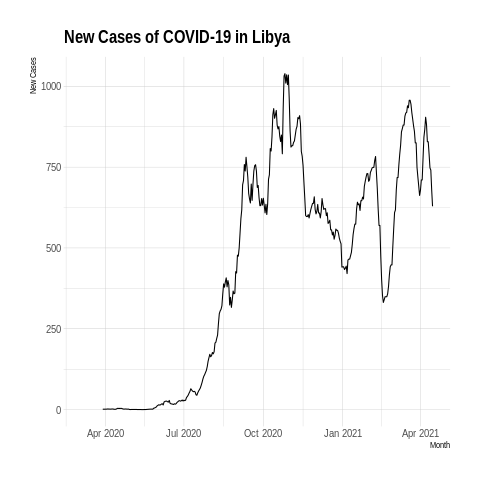 New Cases of COVID-19 in Libya
New Cases
1000
750
500
250
0
Apr 2020 Jul 2020 Oct 2020 Jan 2021 Apr 2021
Month